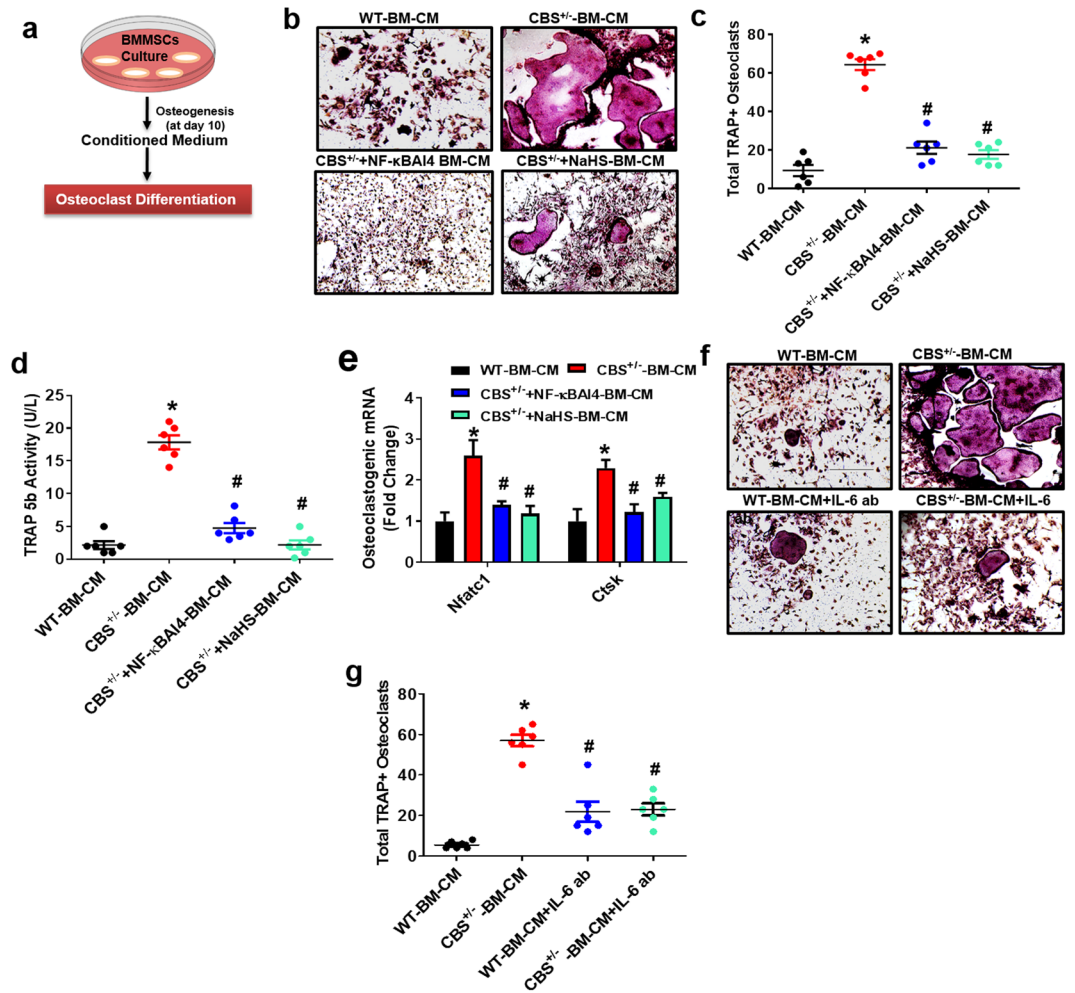 a
BMMSCs
Culture
Osteogenesis
(at day 10)
Conditioned Medium
Osteoclast Differentiation
b
WT-BM-CM
CBS+/--BM-CM
CBS+/-+NF-κBAI4 BM-CM
CBS+/-+NaHS-BM-CM
c
Total TRAP+ Osteoclasts
80
60
40
20
0
*
#
#
WT-BM-CM
CBS+/--BM-CM
CBS+/-+NF-κBAI4-BM-CM
CBS+/-+NaHS-BM-CM
d
TRAP 5b Activity (U/L)
25
20
15
10
5
0
*
#
#
WT-BM-CM
CBS+/--BM-CM
CBS+/-+NF-κBAI4-BM-CM
CBS+/-+NaHS-BM-CM
e
WT-BM-CM
CBS+/--BM-CM
CBS+/-+NF-κBAI4-BM-CM
CBS+/-+NaHS-BM-CM
Osteoclastogenic mRNA
(Fold Change)
4
3
2
1
0
*
#
#
*
#
#
Nfatc1
Ctsk
f
WT-BM-CM
CBS+/--BM-CM
WT-BM-CM+IL-6 ab
CBS+/--BM-CM+IL-6
ab
g
Total TRAP+ Osteoclasts
80
60
40
20
0
*
#
#
WT-BM-CM
CBS+/--BM-CM
WT-BM-CM+IL-6 ab
CBS+/--BM-CM+IL-6 ab